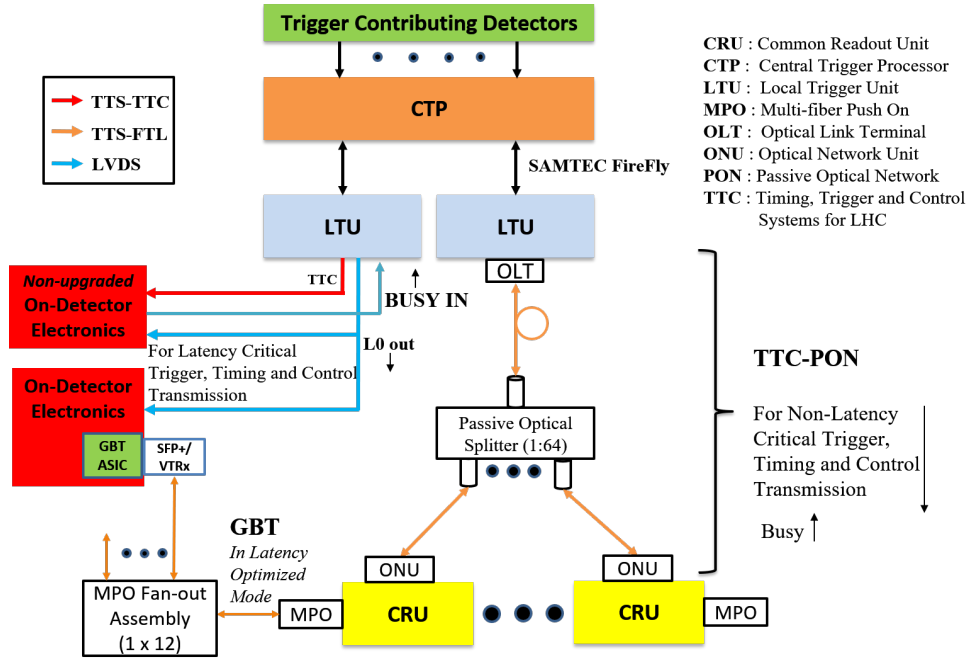 Trigger Contributing Detectors
CTP
SAMTEC FireFly
LTU
LTU
OLT
TTS-TTC
TTS-FTL
LVDS
CRU : Common Readout Unit
CTP : Central Trigger Processor
LTU : Local Trigger Unit
MPO : Multi-fiber Push On
OLT : Optical Link Terminal
ONU : Optical Network Unit
PON : Passive Optical Network
TTC : Timing, Trigger and Control
Systems for LHC
Non-upgraded
On-Detector
Electronics
TTC
BUSY IN
L0 out
For Latency Critical
Trigger, Timing and Control
Transmission
On-Detector
Electronics
GBT
ASIC
SFP+/
VTRx
Passive Optical
Splitter (1:64)
TTC-PON
For Non-Latency
Critical Trigger,
Timing and Control
Transmission
Busy
GBT
In Latency
Optimized
Mode
MPO Fan-out
Assembly
(1 x 12)
MPO
ONU
CRU
ONU
CRU
MPO